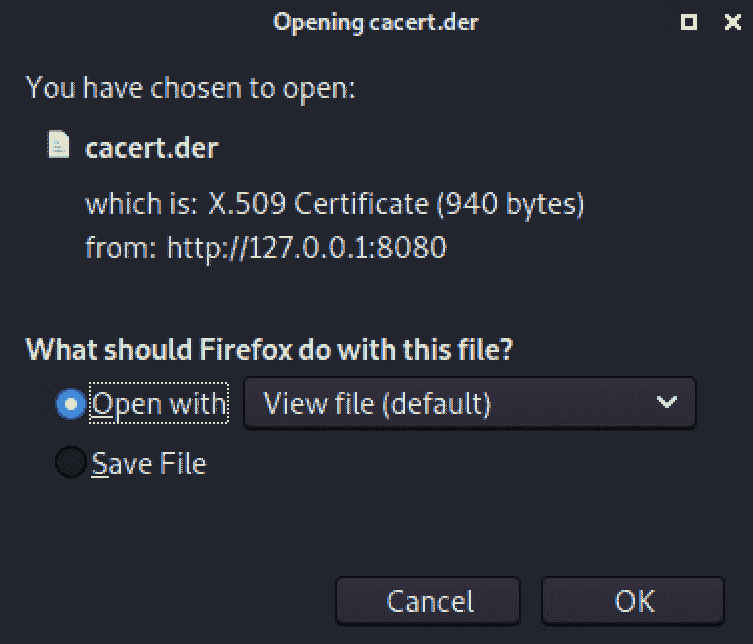 Opening cacert.der
You have chosen to open:
cacert.der
which is: X.509 Certificate (940 bytes)
from: http://127.0.0.1:8080
What should Firefox do with this file?
Open with View file (default)
Save File
Cancel OK